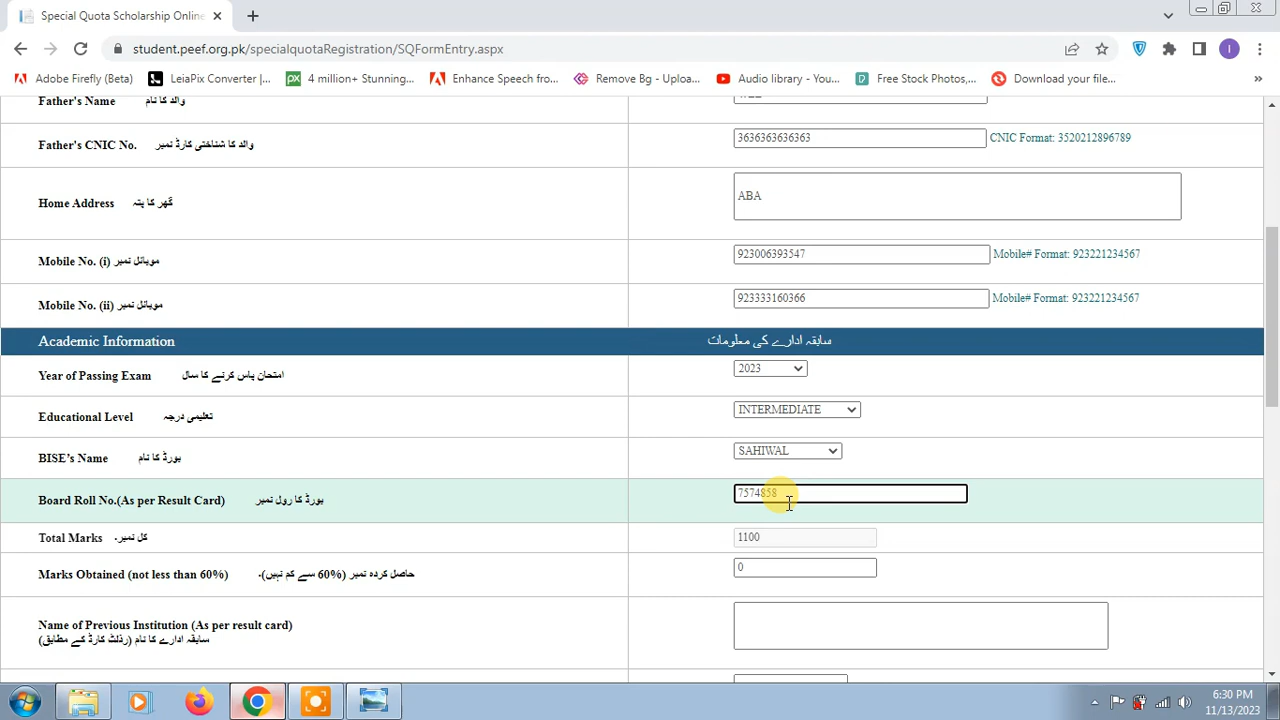 Special Quota Scholarship Online
student.peef.org.pk/specialquotaRegistration/SQFormEntry.aspx
Adobe Firefly (Beta) LeiaPix Converter |... 4 million+ Stunning... Enhance Speech fro... Remove Bg - Uploa... Audio library - You... Free Stock Photos,... Download your file... »
Father's Name والد کا نام
Father's CNIC No. والد کا شناختی کارڈ نمبر 3636363636363 CNIC Format: 3520212896789
Home Address گھر کا پتہ ABA
Mobile No. (i) موبائل نمبر (i) 923006393547 Mobile# Format: 923221234567
Mobile No. (ii) موبائل نمبر (ii) 923333160366 Mobile# Format: 923221234567
Academic Information سابقہ ادارے کی معلومات
Year of Passing Exam امتحان پاس کرنے کا سال 2023
Educational Level تعلیمی درجہ INTERMEDIATE
BISE's Name بورڈ کا نام SAHIWAL
Board Roll No.(As per Result Card) بورڈ کا رول نمبر 7574858
Total Marks کل نمبر. 1100
Marks Obtained (not less than 60%) حاصل کردہ نمبر (60% سے کم نہیں). 0
Name of Previous Institution (As per result card)
سابقہ ادارے کا نام (رزلٹ کارڈ کے مطابق)
6:30 PM
11/13/2023